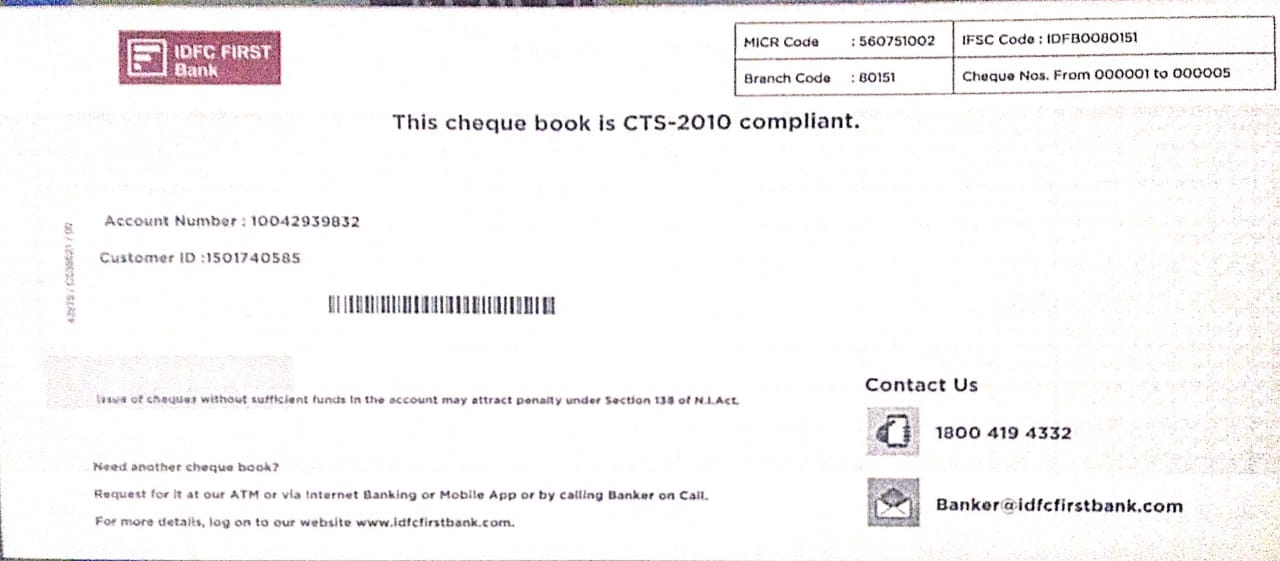 IDFC FIRST
Bank
MICR Code : 560751002
IFSC Code : IDFB0080151
Branch Code : 80151
Cheque Nos. From 000001 to 000005
This cheque book is CTS-2010 compliant.
Account Number : 10042939832
Customer ID :1501740585
Issue of cheques without sufficient funds in the account may attract penalty under Section 138 of N.I.Act.
Need another cheque book?
Request for it at our ATM or via Internet Banking or Mobile App or by calling Banker on Call.
For more details, log on to our website www.idfcfirstbank.com.
Contact Us
1800 419 4332
Banker@idfcfirstbank.com